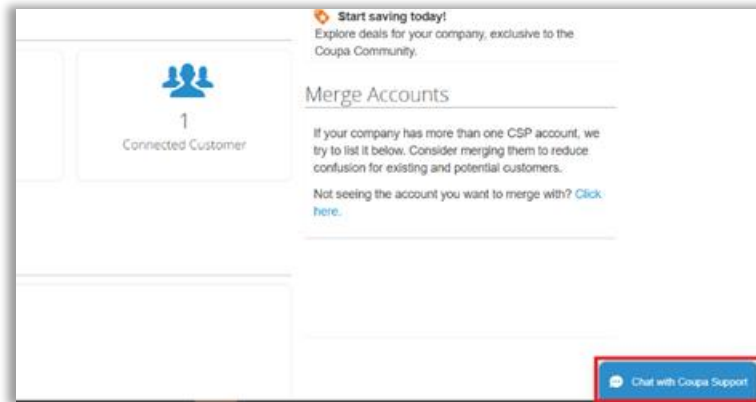 Start saving today!
Explore deals for your company, exclusive to the
Coupa Community.
1
Connected Customer
Merge Accounts
If your company has more than one CSP account, we
try to list it below. Consider merging them to reduce
confusion for existing and potential customers.
Not seeing the account you want to merge with? Click
here.
Chat with Coupa Support